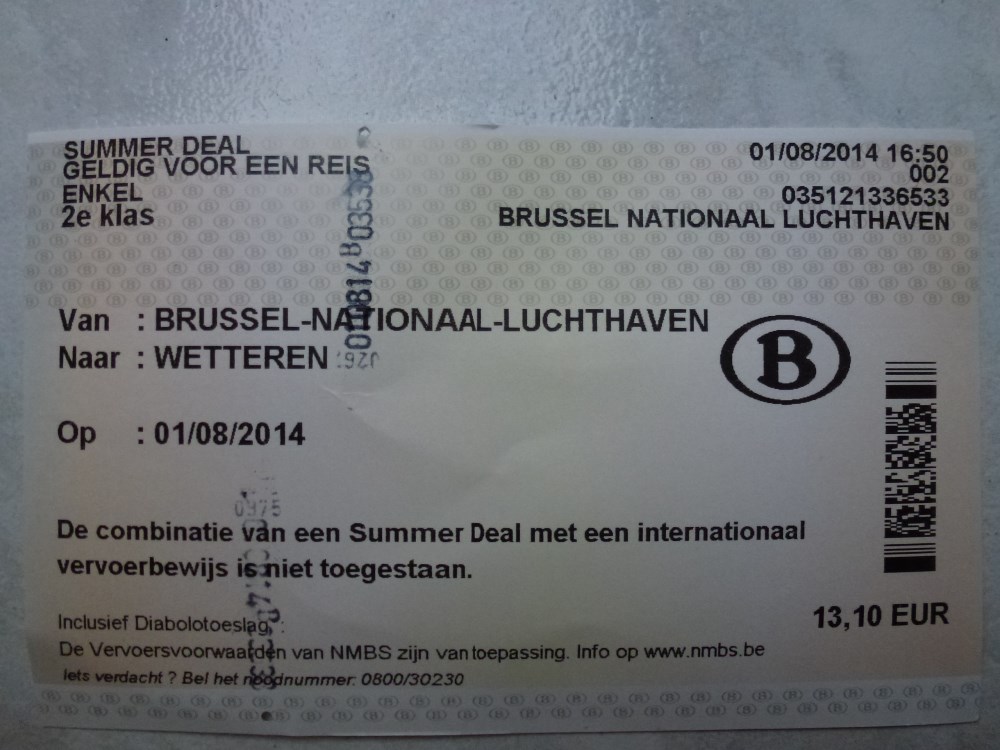 SUMMER DEAL
GELDIG VOOR EEN REIS
ENKEL
2e klas
01/08/2014 16:50
002
035121336533
BRUSSEL NATIONAAL LUCHTHAVEN
Van : BRUSSEL-NATIONAAL-LUCHTHAVEN
Naar : WETTEREN
B
Op : 01/08/2014
0975
De combinatie van een Summer Deal met een internationaal
vervoerbewijs is niet toegestaan.
13,10 EUR
Inclusief Diabolotoeslag
De Vervoersvoorwaarden van NMBS zijn van toepassing. Info op www.nmbs.be
Iets verdacht ? Bel het noodnummer: 0800/30230